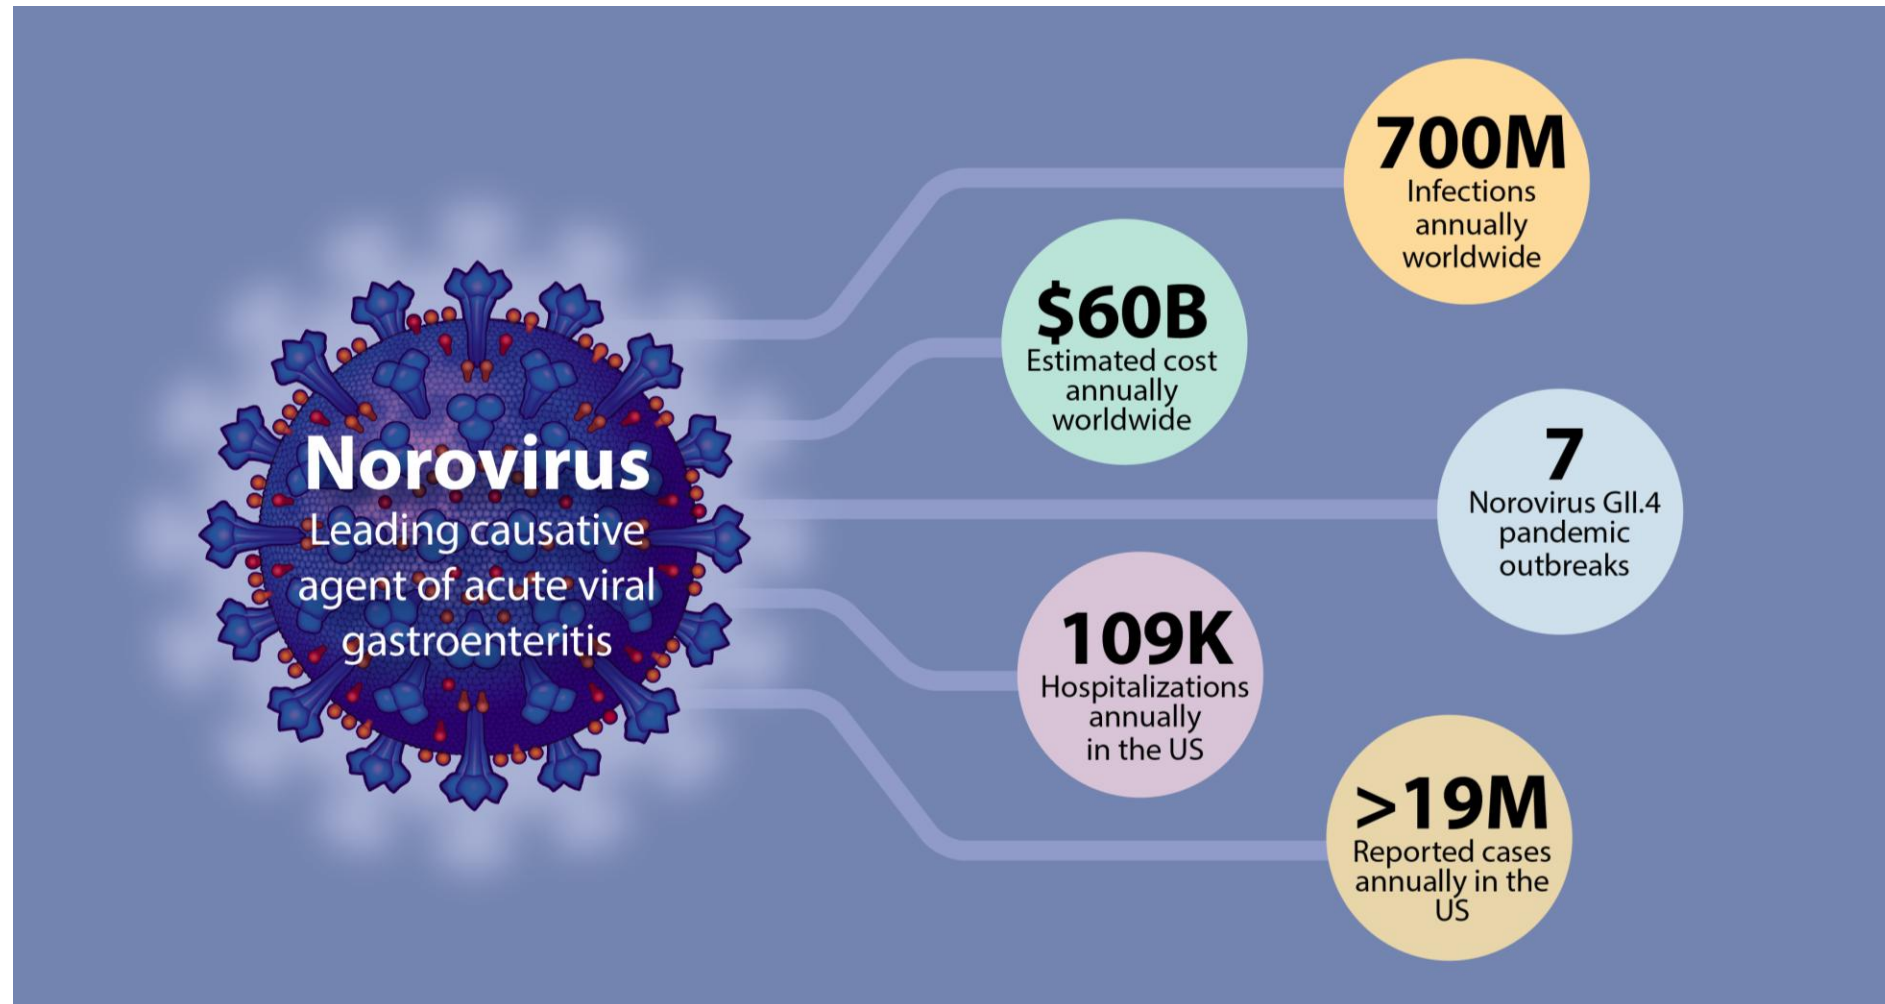 Norovirus
Leading causative
agent of acute viral
gastroenteritis
700M
Infections
annually
worldwide
$60B
Estimated cost
annually
worldwide
7
Norovirus GII.4
pandemic
outbreaks
109K
Hospitalizations
annually
in the US
>19M
Reported cases
annually in the
US